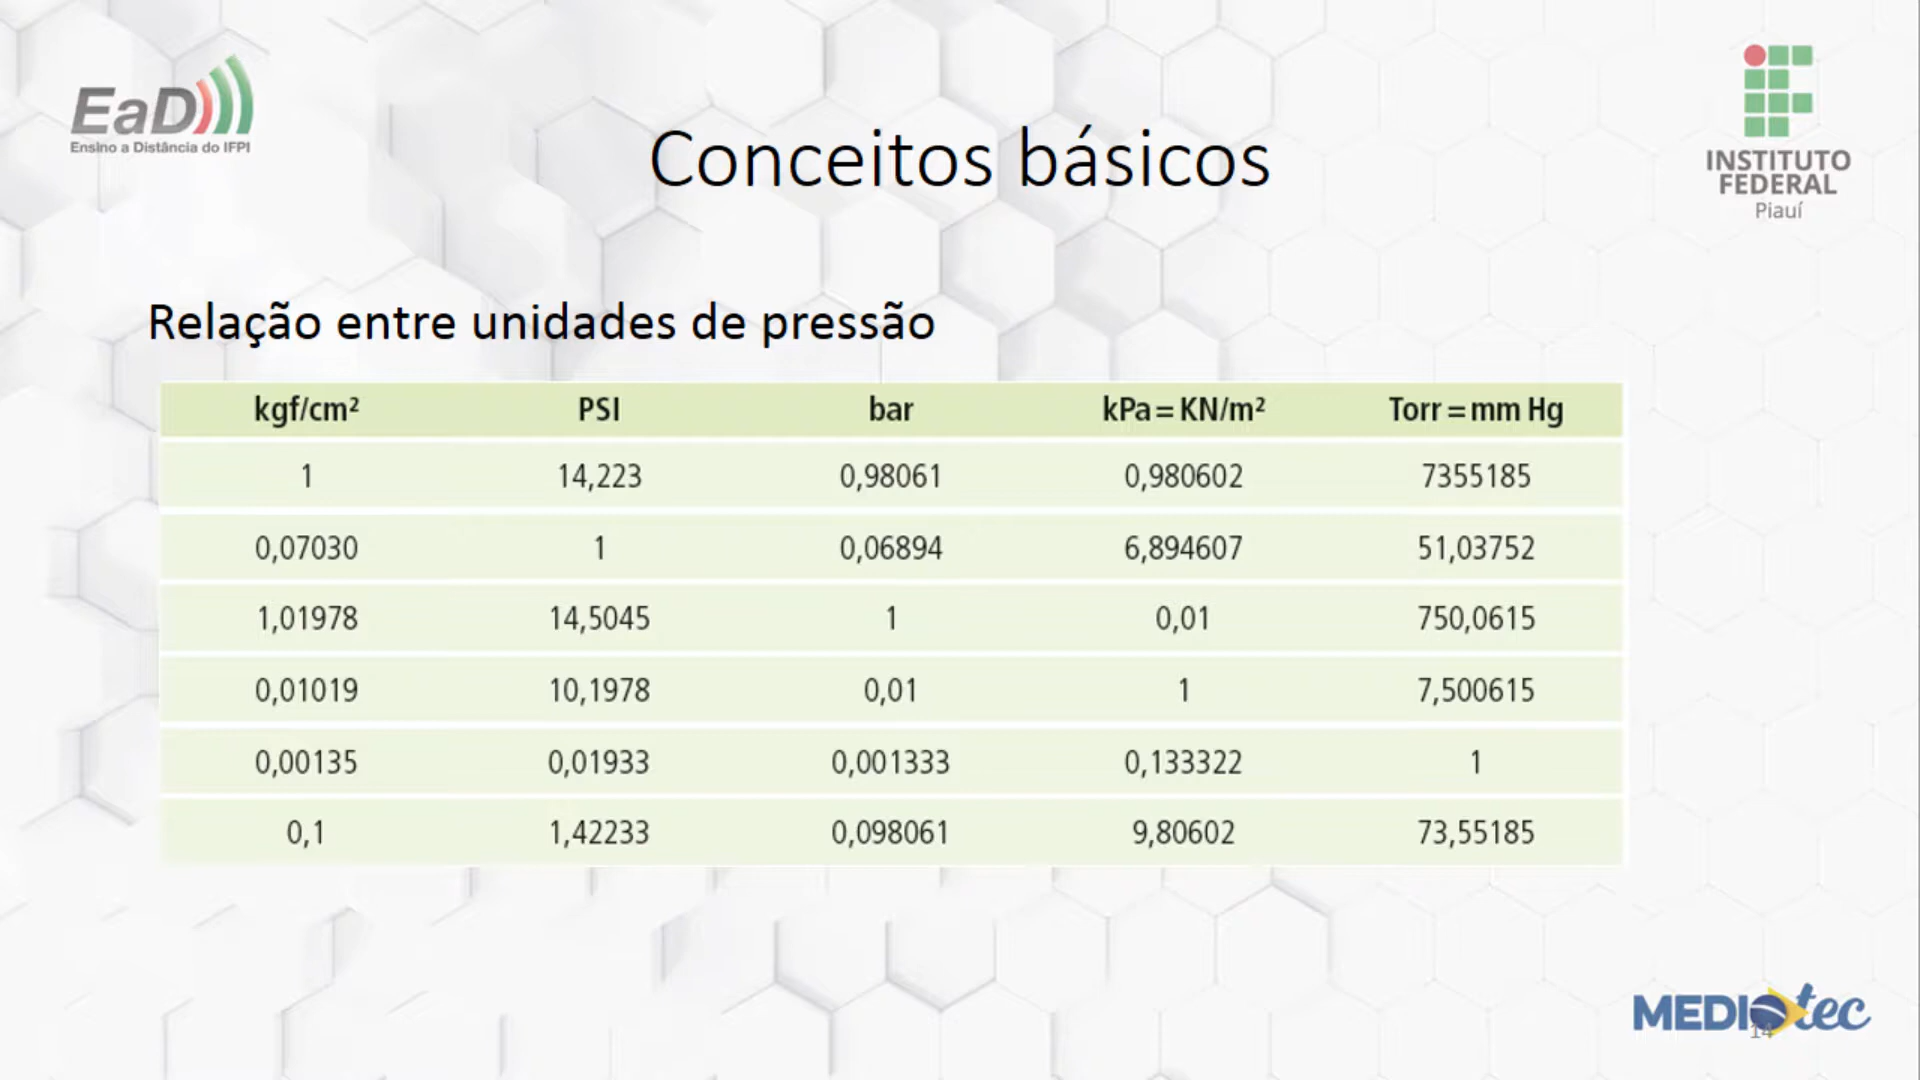 EaD
Ensino a Distância do IFPI
INSTITUTO
FEDERAL
Piauí
Conceitos básicos
Relação entre unidades de pressão
kgf/cm² PSI bar kPa = KN/m² Torr = mm Hg
1 14,223 0,98061 0,980602 7355185
0,07030 1 0,06894 6,894607 51,03752
1,01978 14,5045 1 0,01 750,0615
0,01019 10,1978 0,01 1 7,500615
0,00135 0,01933 0,001333 0,133322 1
0,1 1,42233 0,098061 9,80602 73,55185
MEDIOtec
14